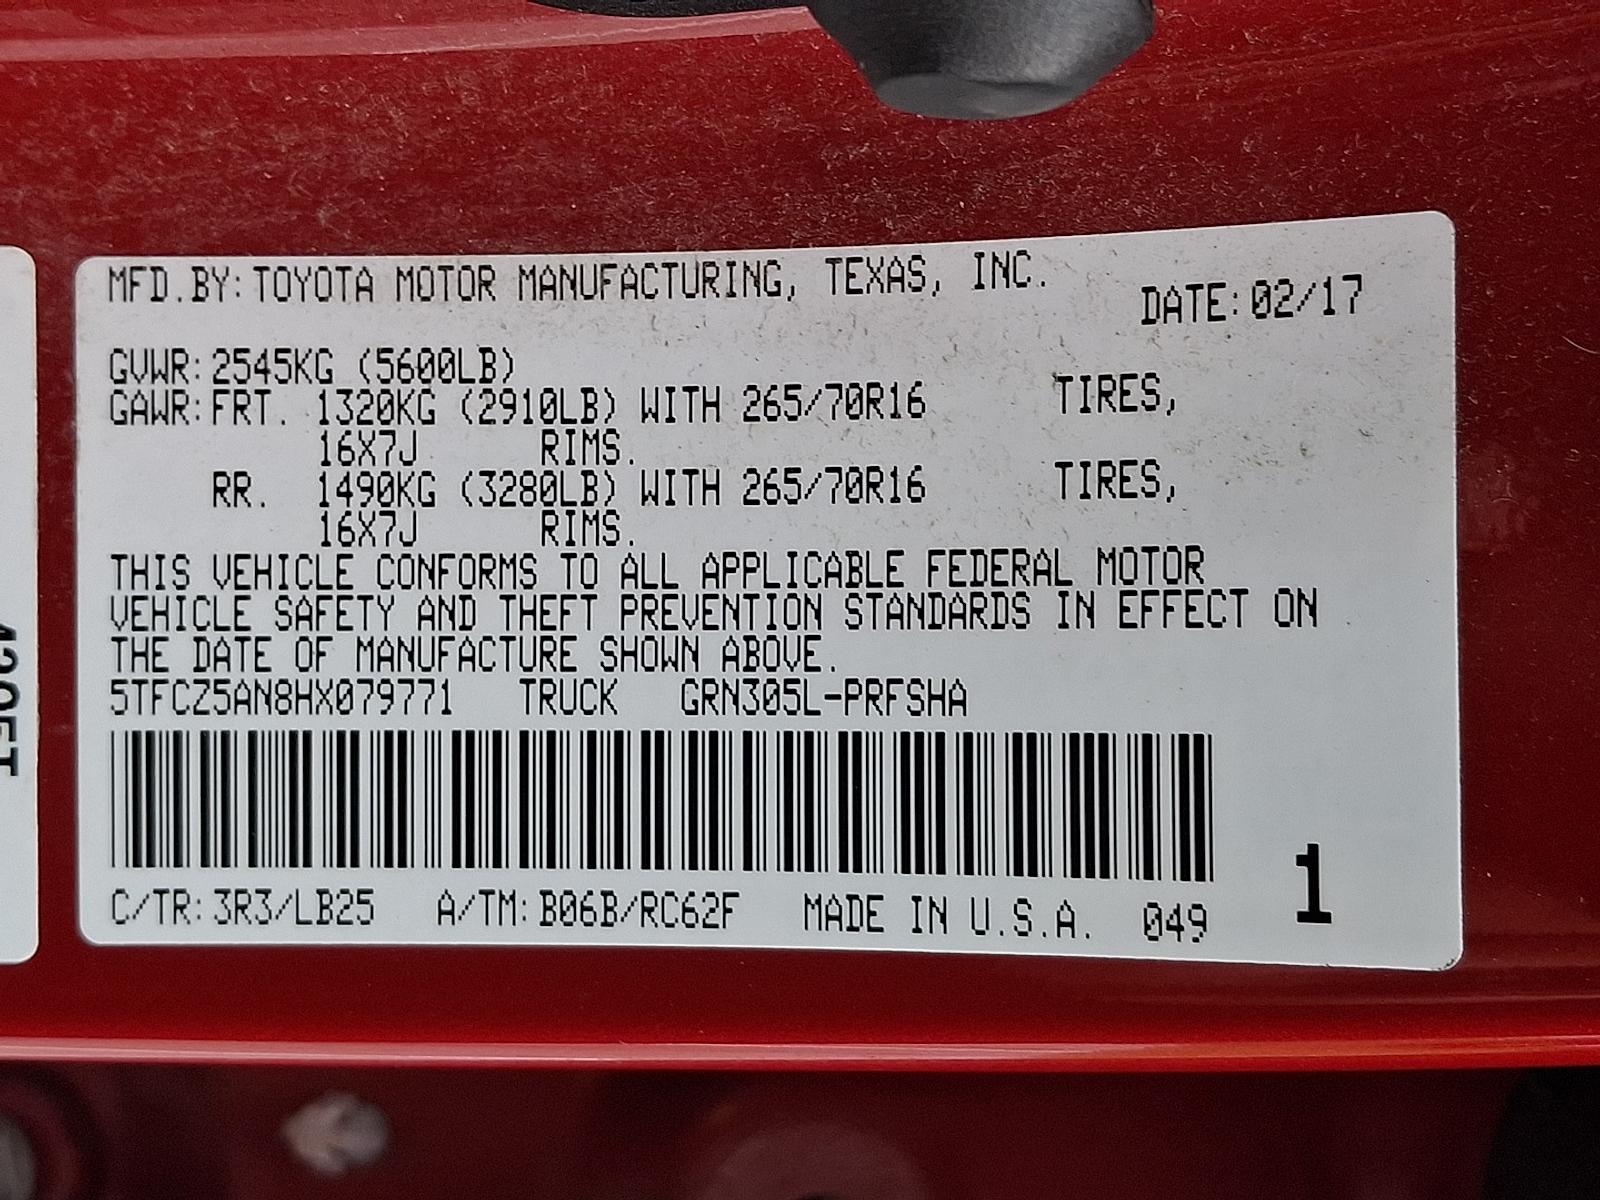 MFD.BY: TOYOTA MOTOR MANUFACTURING, TEXAS, INC.
DATE: 02/17
GVWR: 2545KG (5600LB)
GAWR: FRT. 1320KG (2910LB) WITH 265/70R16 TIRES,
16X7J RIMS.
RR. 1490KG (3280LB) WITH 265/70R16 TIRES,
16X7J RIMS.
THIS VEHICLE CONFORMS TO ALL APPLICABLE FEDERAL MOTOR
VEHICLE SAFETY AND THEFT PREVENTION STANDARDS IN EFFECT ON
THE DATE OF MANUFACTURE SHOWN ABOVE.
5TFCZ5AN8HX079771 TRUCK GRN305L-PRFSHA
C/TR: 3R3/LB25 A/TM: B06B/RC62F MADE IN U.S.A. 049
1